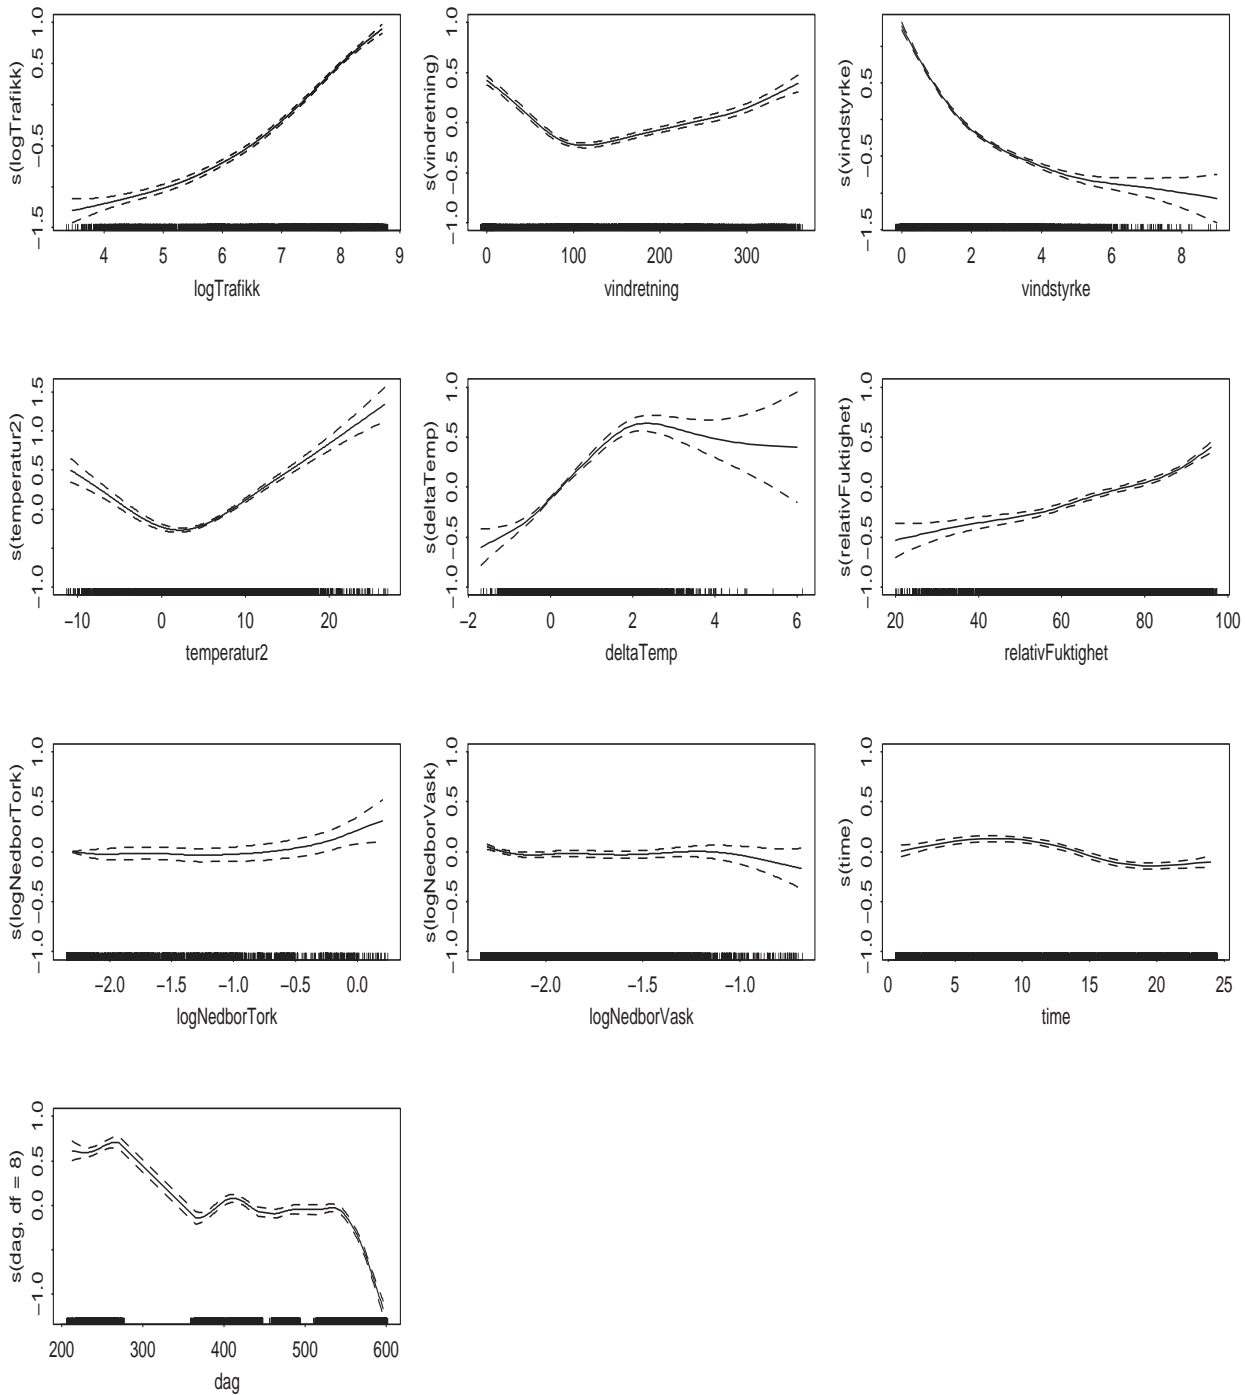 s(logTrafikk)
−1.5 −0.5 0.5 1.0
4 5 6 7 8 9
logTrafikk
s(vindretning)
−1.0 −0.5 0.0 0.5 1.0
0 100 200 300
vindretning
s(vindstyrke)
−1.5 −0.5 0.5
0 2 4 6 8
vindstyrke
s(temperatur2)
−1.0 0.0 0.5 1.0 1.5
−10 0 10 20
temperatur2
s(deltaTemp)
−1.0 −0.5 0.0 0.5 1.0
−2 0 2 4 6
deltaTemp
s(relativFuktighet)
−1.0 −0.5 0.0 0.5 1.0
20 40 60 80 100
relativFuktighet
s(logNedborTork)
−1.0 −0.5 0.0 0.5 1.0
−2.0 −1.5 −1.0 −0.5 0.0
logNedborTork
s(logNedborVask)
−1.0 −0.5 0.0 0.5 1.0
−2.0 −1.5 −1.0
logNedborVask
s(time)
−1.0 −0.5 0.0 0.5 1.0
0 5 10 15 20 25
time
s(dag, df = 8)
−1.0 0.0 0.5 1.0
200 300 400 500 600
dag